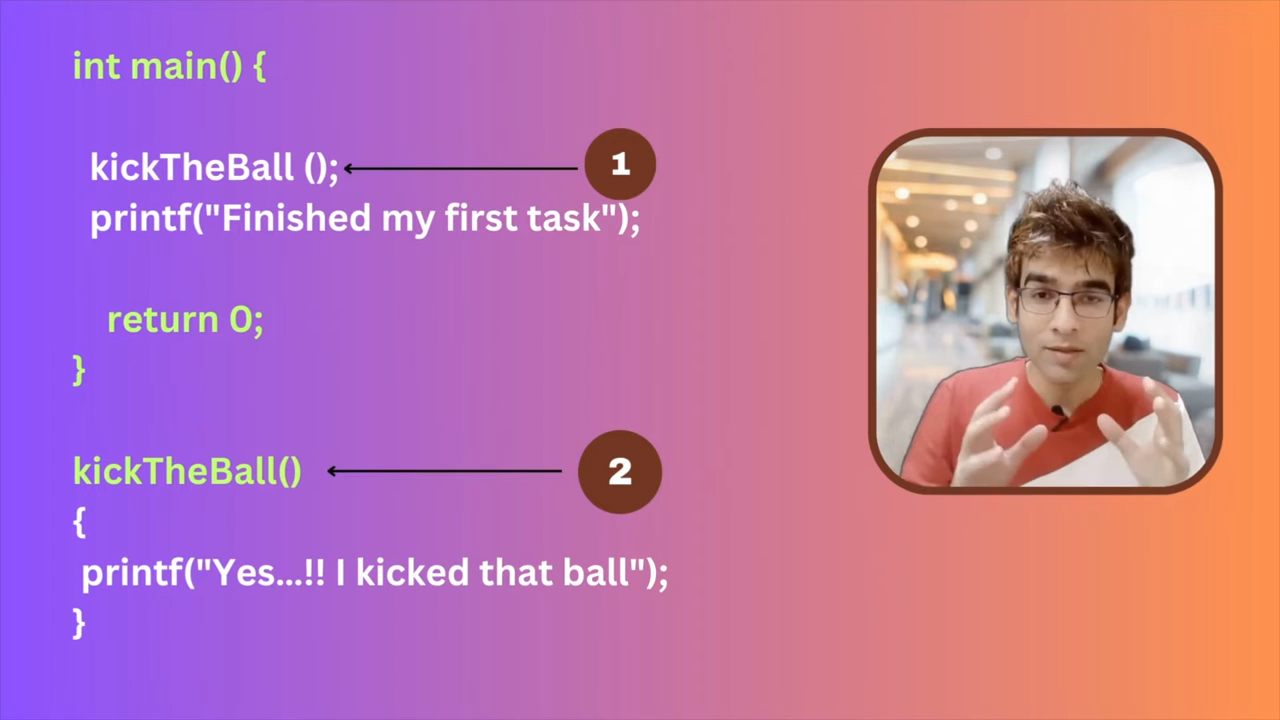 int main() {
kickTheBall ();
1
printf("Finished my first task");
return 0;
}
kickTheBall()
2
{
printf("Yes...!! I kicked that ball");
}